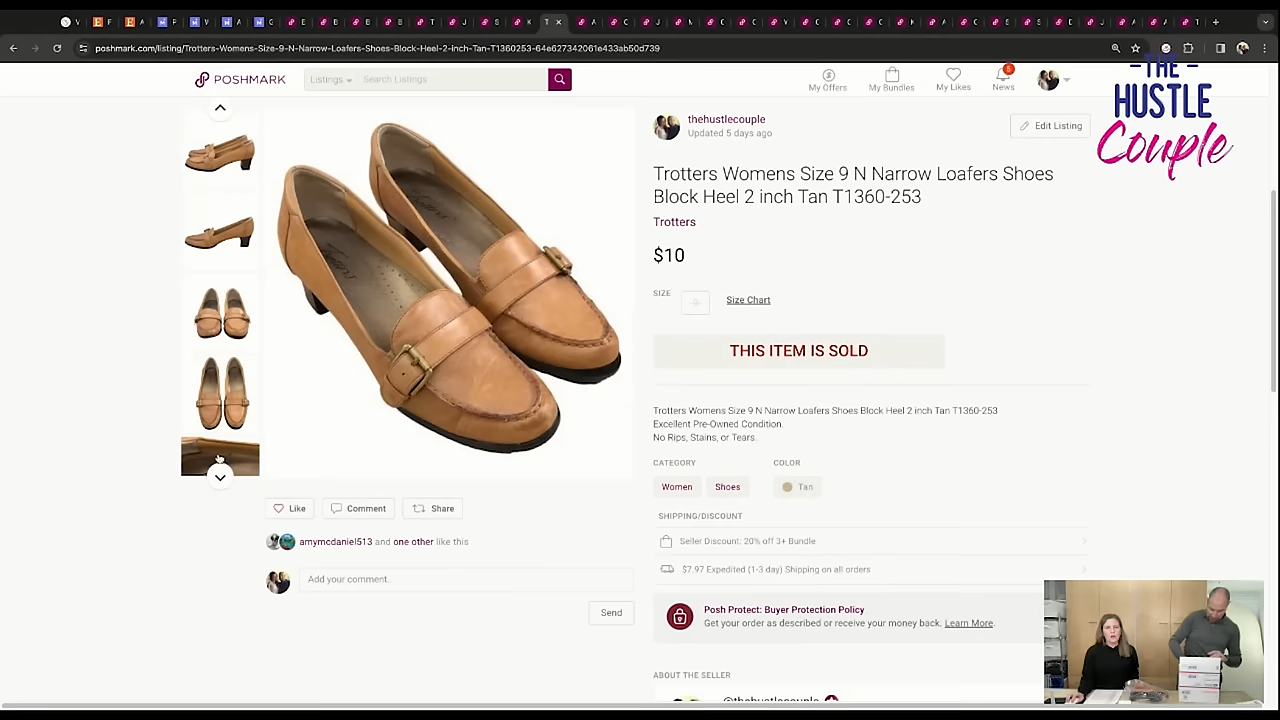 poshmark.com/listing/Trotters-Womens-Size-9-N-Narrow-Loafers-Shoes-Block-Heel-2-inch-Tan-T1360253-64e627342061e433ab50d739
POSHMARK
Listings
Search Listings
My Offers
My Bundles
My Likes
5
News
-THE-
HUSTLE
Couple
thehustlecouple
Updated 5 days ago
Edit Listing
Trotters Womens Size 9 N Narrow Loafers Shoes
Block Heel 2 inch Tan T1360-253
Trotters
$10
SIZE
9
Size Chart
THIS ITEM IS SOLD
Trotters Womens Size 9 N Narrow Loafers Shoes Block Heel 2 inch Tan T1360-253
Excellent Pre-Owned Condition.
No Rips, Stains, or Tears.
CATEGORY
COLOR
Women
Shoes
Tan
SHIPPING/DISCOUNT
Seller Discount: 20% off 3+ Bundle
$7.97 Expedited (1-3 day) Shipping on all orders
Posh Protect: Buyer Protection Policy
Get your order as described or receive your money back. Learn More.
ABOUT THE SELLER
@thehustlecouple
Like
Comment
Share
amymcdaniel513 and one other like this
Add your comment.
Send